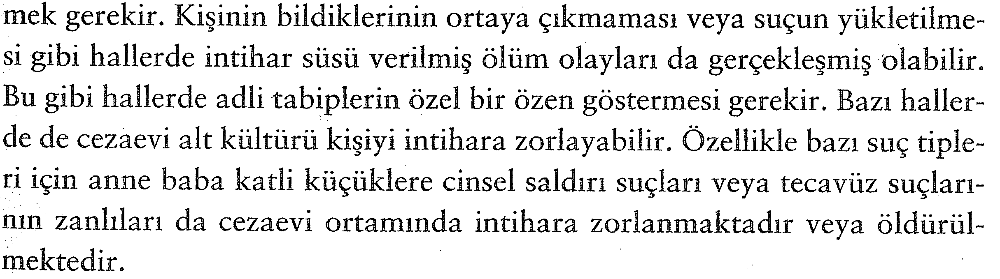 mek gerekir. Kişinin bildiklerinin ortaya çıkmaması veya suçun yükletilme-
si gibi hallerde intihar süsü verilmiş ölüm olayları da gerçekleşmiş olabilir.
Bu gibi hallerde adli tabiplerin özel bir özen göstermesi gerekir. Bazı haller-
de de cezaevi alt kültürü kişiyi intihara zorlayabilir. Özellikle bazı suç tiple-
ri için anne baba katli küçüklere cinsel saldırı suçları veya tecavüz suçları-
nın zanlıları da cezaevi ortamında intihara zorlanmaktadır veya öldürül-
mektedir.